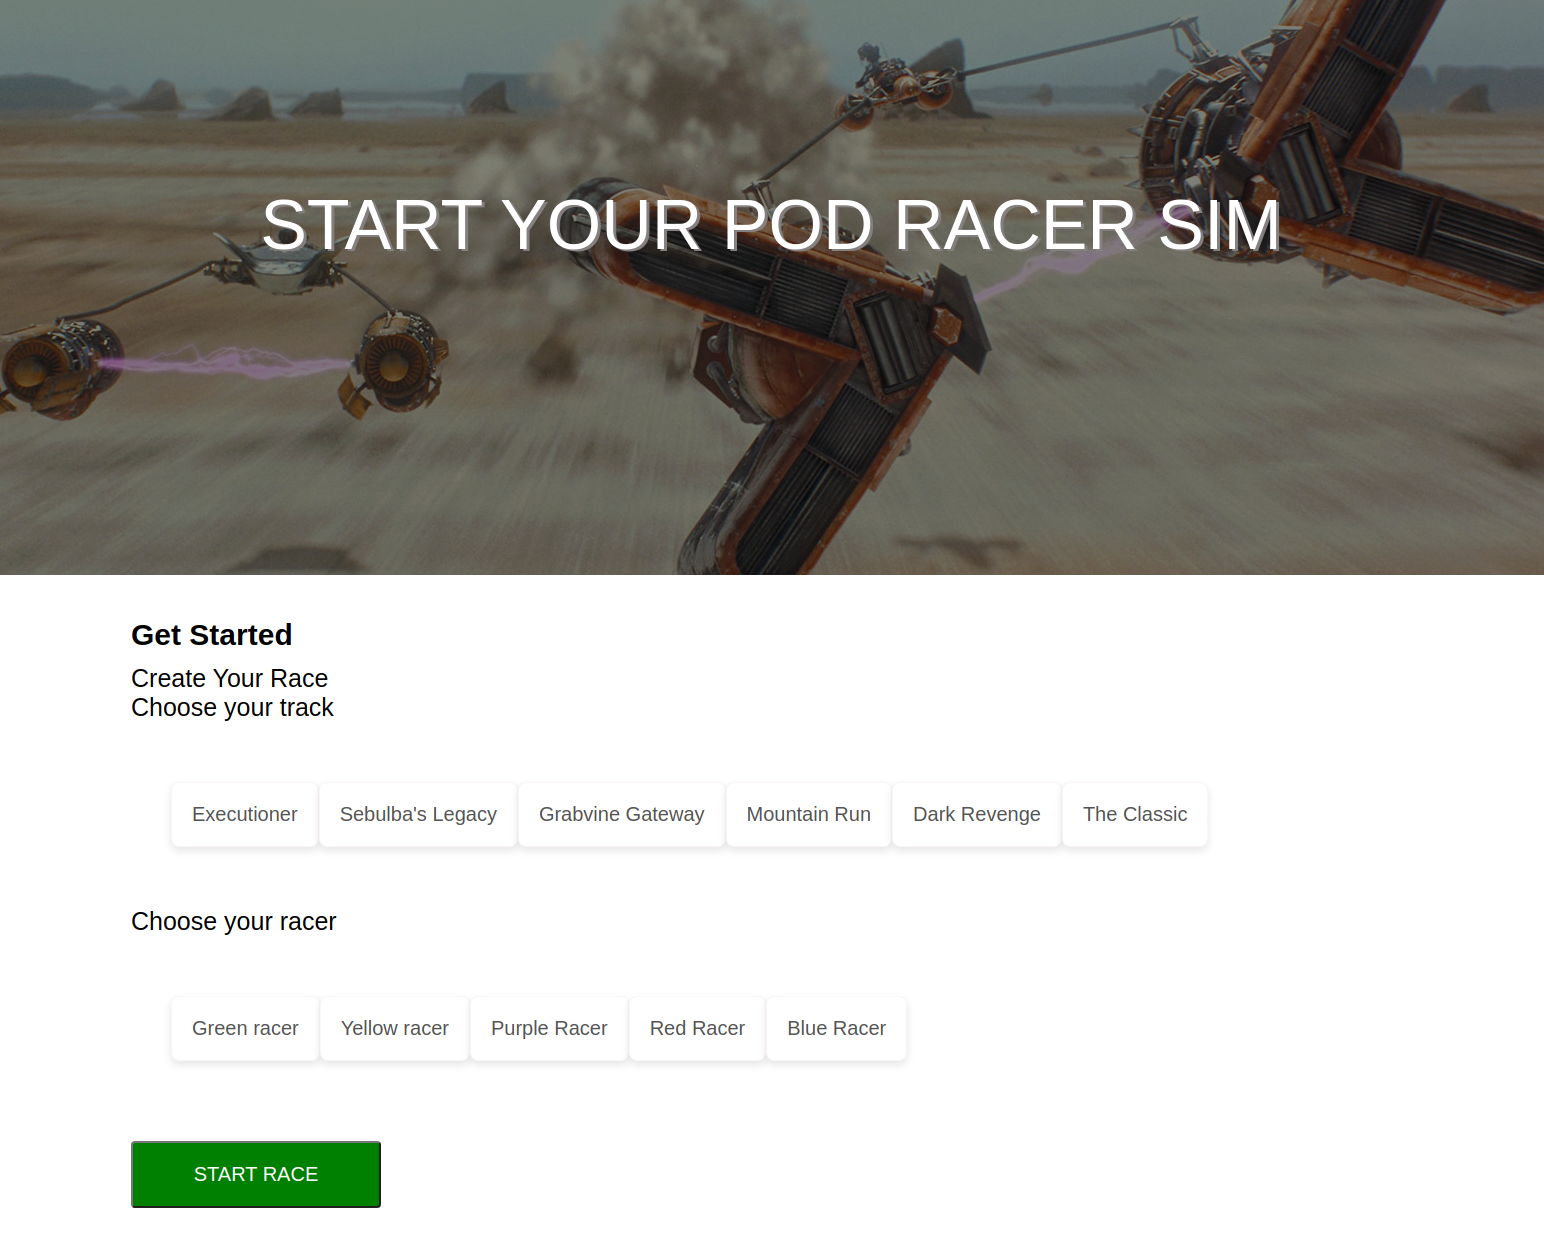 START YOUR POD RACER SIM
Get Started
Create Your Race
Choose your track
Executioner Sebulba's Legacy Grabvine Gateway Mountain Run Dark Revenge The Classic
Choose your racer
Green racer Yellow racer Purple Racer Red Racer Blue Racer
START RACE